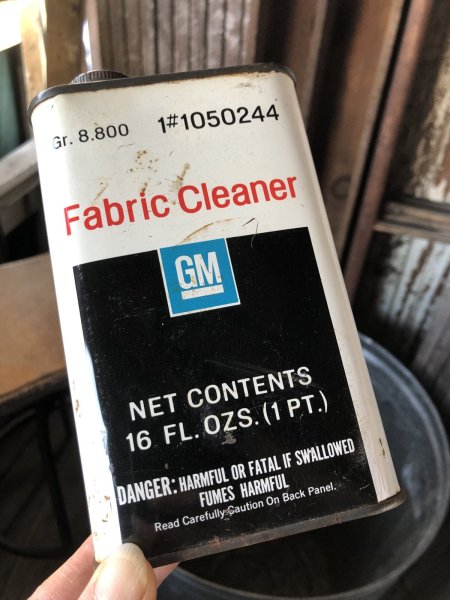 Gr. 8.800 1#1050244
Fabric Cleaner
GM
NET CONTENTS
16 FL. OZS. (1 PT.)
DANGER: HARMFUL OR FATAL IF SWALLOWED
FUMES HARMFUL
Read Carefully Caution On Back Panel.